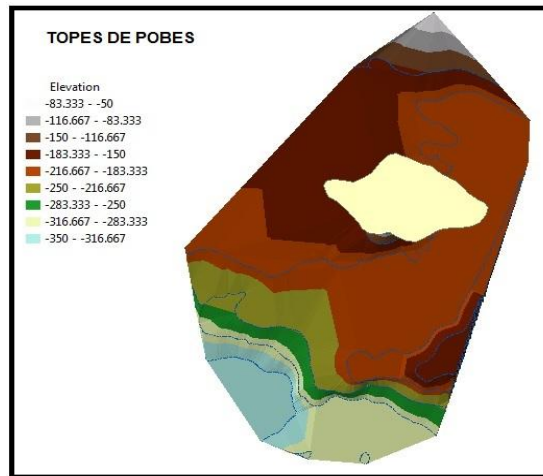 TOPES DE POBES
Elevation
-83.333 - -50
-116.667 - -83.333
-150 - -116.667
-183.333 - -150
-216.667 - -183.333
-250 - -216.667
-283.333 - -250
-316.667 - -283.333
-350 - -316.667